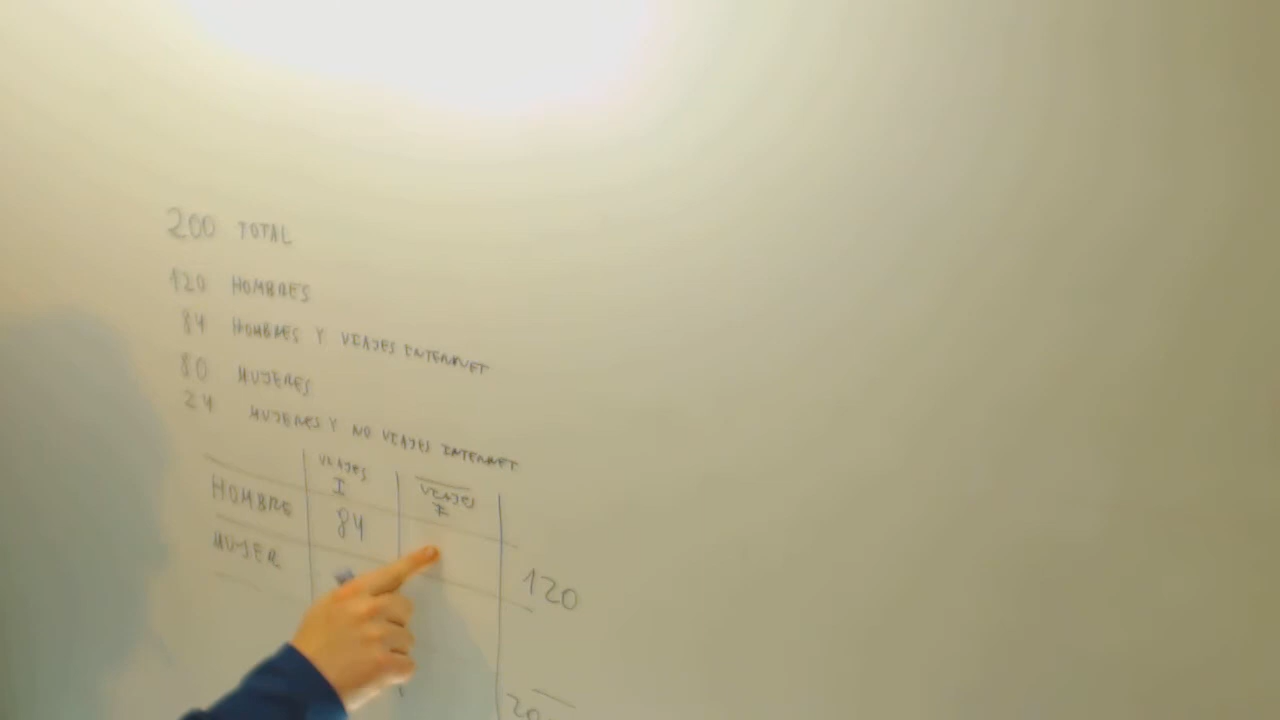 200 TOTAL
120 HOMBRES
84 HOMBRES Y VIAJES INTERNET
80 MUJERES
24 MUJERES Y NO VIAJES INTERNET
VIAJES VIAJES
I I
HOMBRE 84 120
MUJER